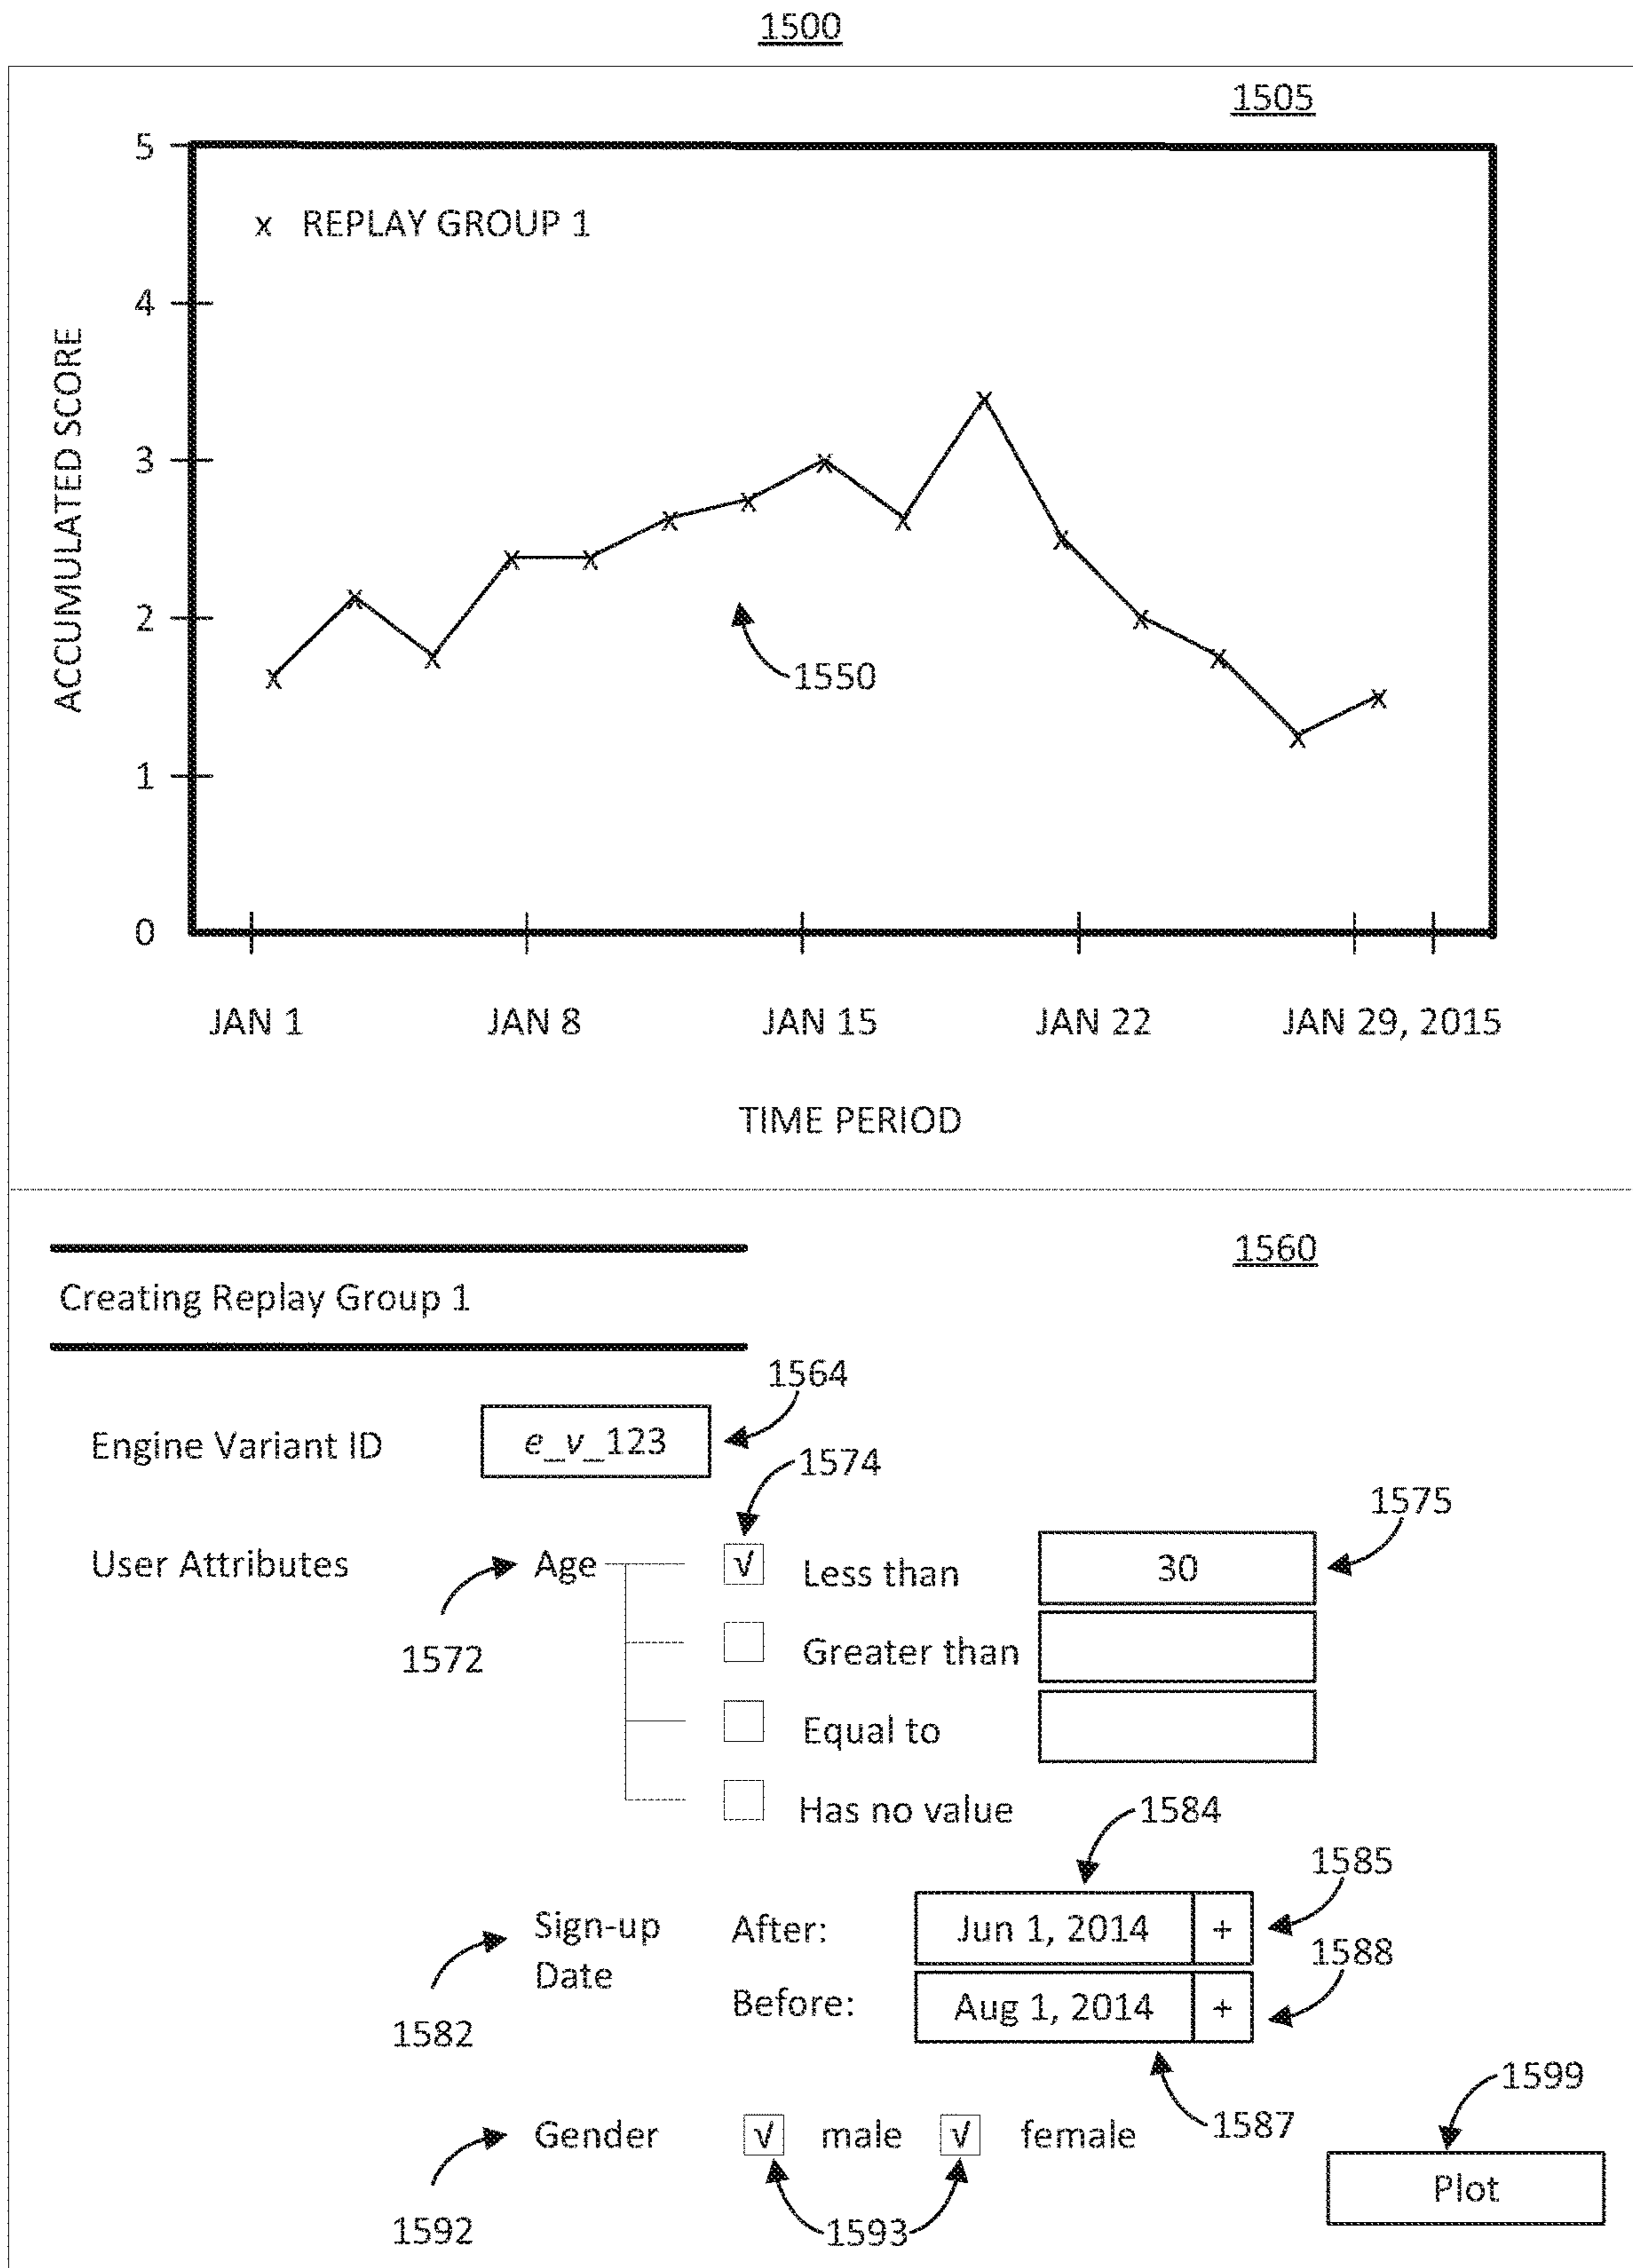 1500
1505
5
x REPLAY GROUP 1
4
3
2
1
0
ACCUMULATED SCORE
1550
JAN 1 JAN 8 JAN 15 JAN 22 JAN 29, 2015
TIME PERIOD
1560
Creating Replay Group 1
1564
Engine Variant ID e_v_123
1574
1575
User Attributes Age √ Less than 30
1572
Greater than
Equal to
Has no value
1584
1585
Sign-up Date After: Jun 1, 2014 +
1588
Before: Aug 1, 2014 +
1582
1599
1587
Gender √ male √ female
Plot
1592
1593